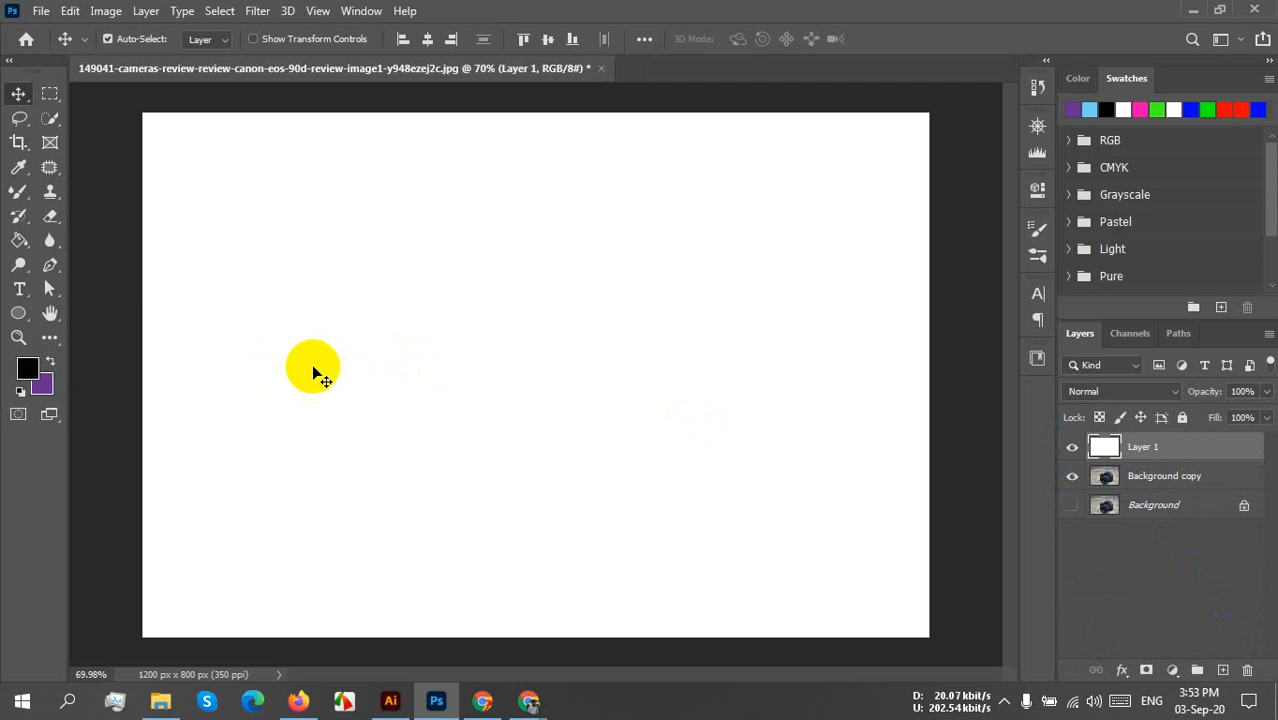 Ps File Edit Image Layer Type Select Filter 3D View Window Help
Auto-Select: Layer Show Transform Controls 3D Mode:
149041-cameras-review-review-canon-eos-90d-review-image1-y948ezej2c.jpg @ 70% (Layer 1, RGB/8#) *
Color Swatches
RGB
CMYK
Grayscale
Pastel
Light
Pure
Layers Channels Paths
Kind
Normal Opacity: 100%
Lock: Fill: 100%
Layer 1
Background copy
Background
69.98% 1200 px x 800 px (350 ppi)
Ai Ps D: 20.07 kbit/s ENG 3:53 PM
U: 202.54 kbit/s 03-Sep-20